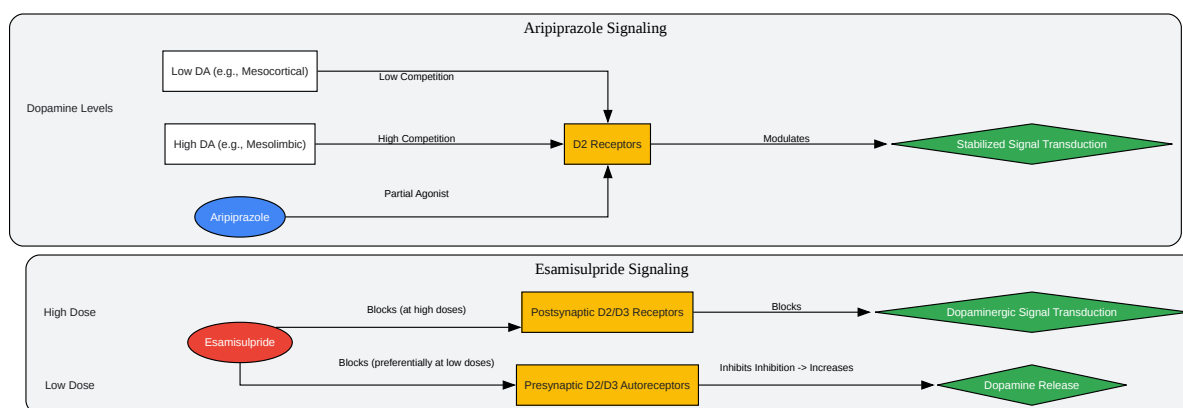 Aripiprazole Signaling
Low DA (e.g., Mesocortical)
Low Competition
Dopamine Levels
High DA (e.g., Mesolimbic)
High Competition
D2 Receptors
Modulates
Stabilized Signal Transduction
Partial Agonist
Aripiprazole
Esamisulpride Signaling
High Dose
Blocks (at high doses)
Postsynaptic D2/D3 Receptors
Blocks
Dopaminergic Signal Transduction
Esamisulpride
Low Dose
Blocks (preferentially at low doses)
Presynaptic D2/D3 Autoreceptors
Inhibits Inhibition -> Increases
Dopamine Release